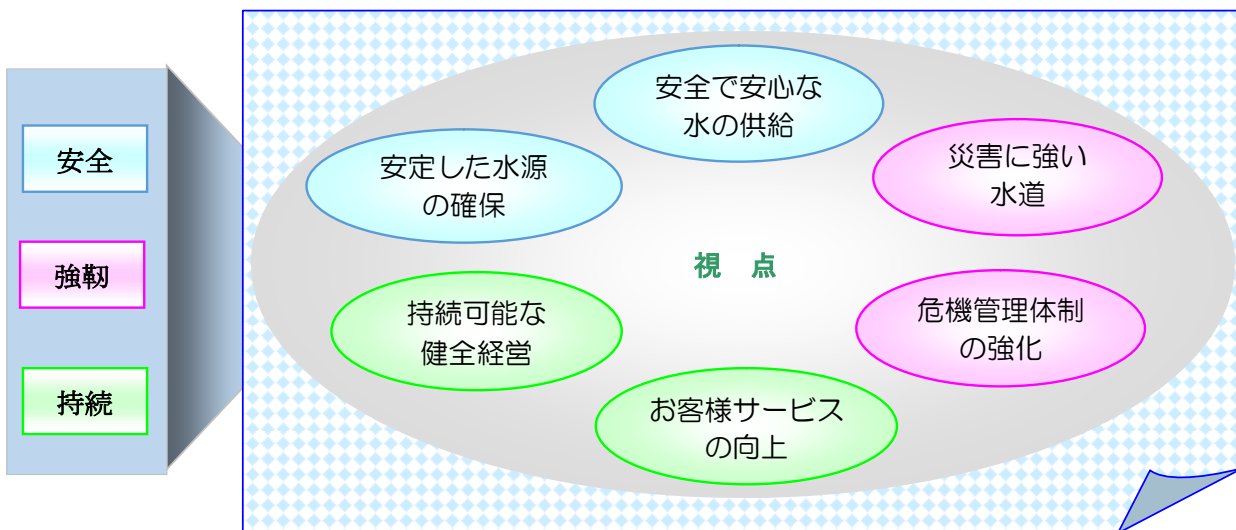 安全
強靭
持続
安全で安心な
水の供給
安定した水源
の確保
災害に強い
水道
視 点
持続可能な
健全経営
危機管理体制
の強化
お客様サービス
の向上